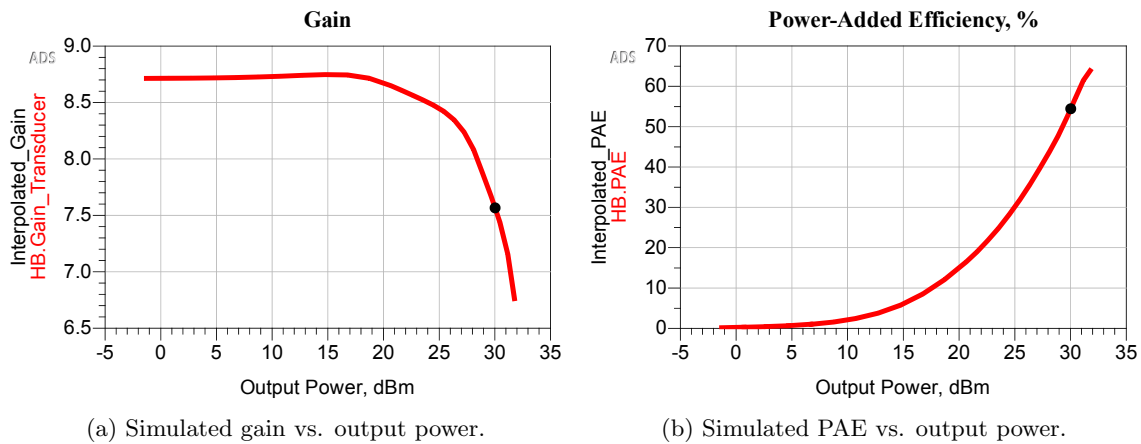 Gain
ADS
Interpolated_Gain
HB.Gain_Transducer
9.0
8.5
8.0
7.5
7.0
6.5
-5 0 5 10 15 20 25 30 35
Output Power, dBm
(a) Simulated gain vs. output power.
Power-Added Efficiency, %
ADS
Interpolated_PAE
HB.PAE
70
60
50
40
30
20
10
0
-5 0 5 10 15 20 25 30 35
Output Power, dBm
(b) Simulated PAE vs. output power.